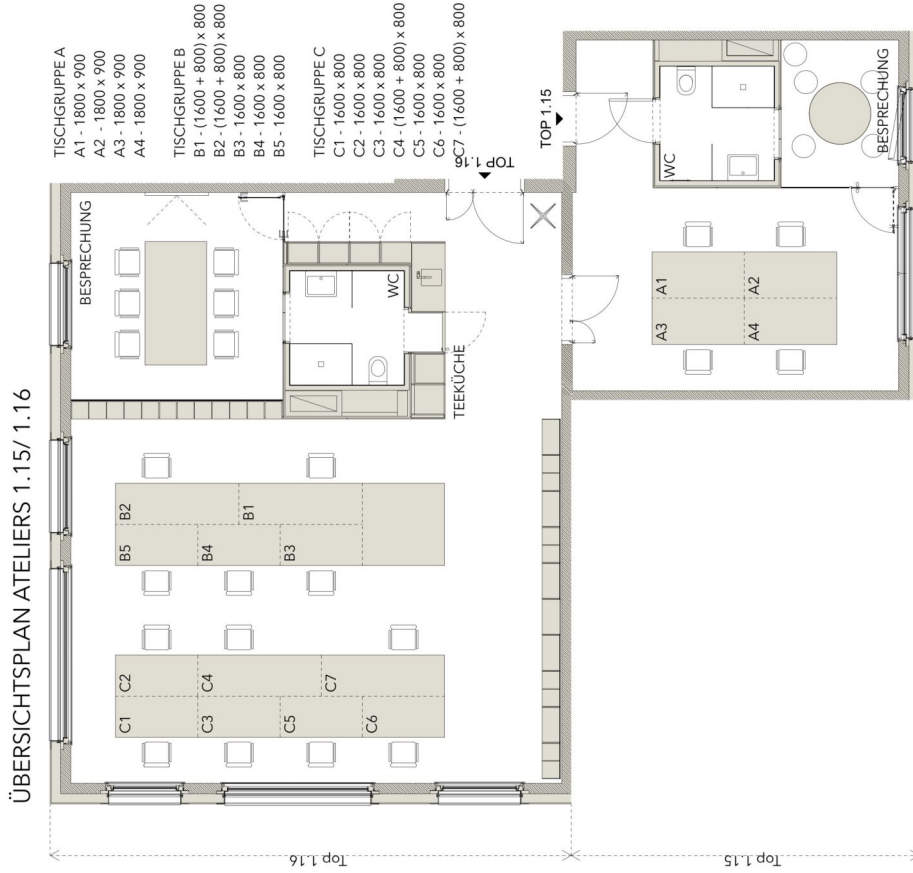 ÜBERSICHTSPLAN ATELIERS 1.15/ 1.16
TISCHGRUPPE A
A1 - 1800 x 900
A2 - 1800 x 900
A3 - 1800 x 900
A4 - 1800 x 900
TISCHGRUPPE B
B1 - (1600 + 800) x 800
B2 - (1600 + 800) x 800
B3 - 1600 x 800
B4 - 1600 x 800
B5 - 1600 x 800
TISCHGRUPPE C
C1 - 1600 x 800
C2 - 1600 x 800
C3 - 1600 x 800
C4 - (1600 + 800) x 800
C5 - 1600 x 800
C6 - 1600 x 800
C7 - (1600 + 800) x 800
BESPRECHUNG
WC
TEEKÜCHE
TOP 1.16
B2
B1
B5
B4
B3
C2
C4
C7
C1
C3
C5
C6
TOP 1.15
WC
BESPRECHUNG
A1
A2
A3
A4
Top 1.16
Top 1.15